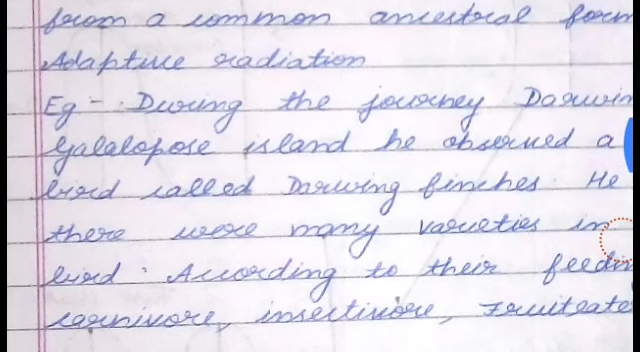 from a common ancestral form
Adaptive radiation
Eg - During the journey Darwin
Galalopose island he observed a
bird called Darwing finches. He
there were many varieties in
bird. According to their feedin
carnivore, insectivore, Fruiteate